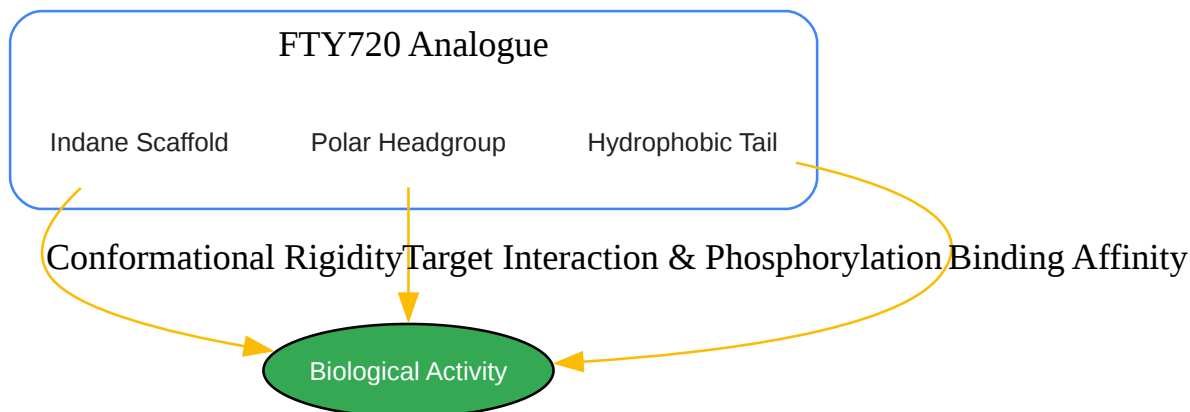 FTY720 Analogue
Indane Scaffold
Polar Headgroup
Hydrophobic Tail
Conformational Rigidity
Target Interaction & Phosphorylation
Binding Affinity
Biological Activity